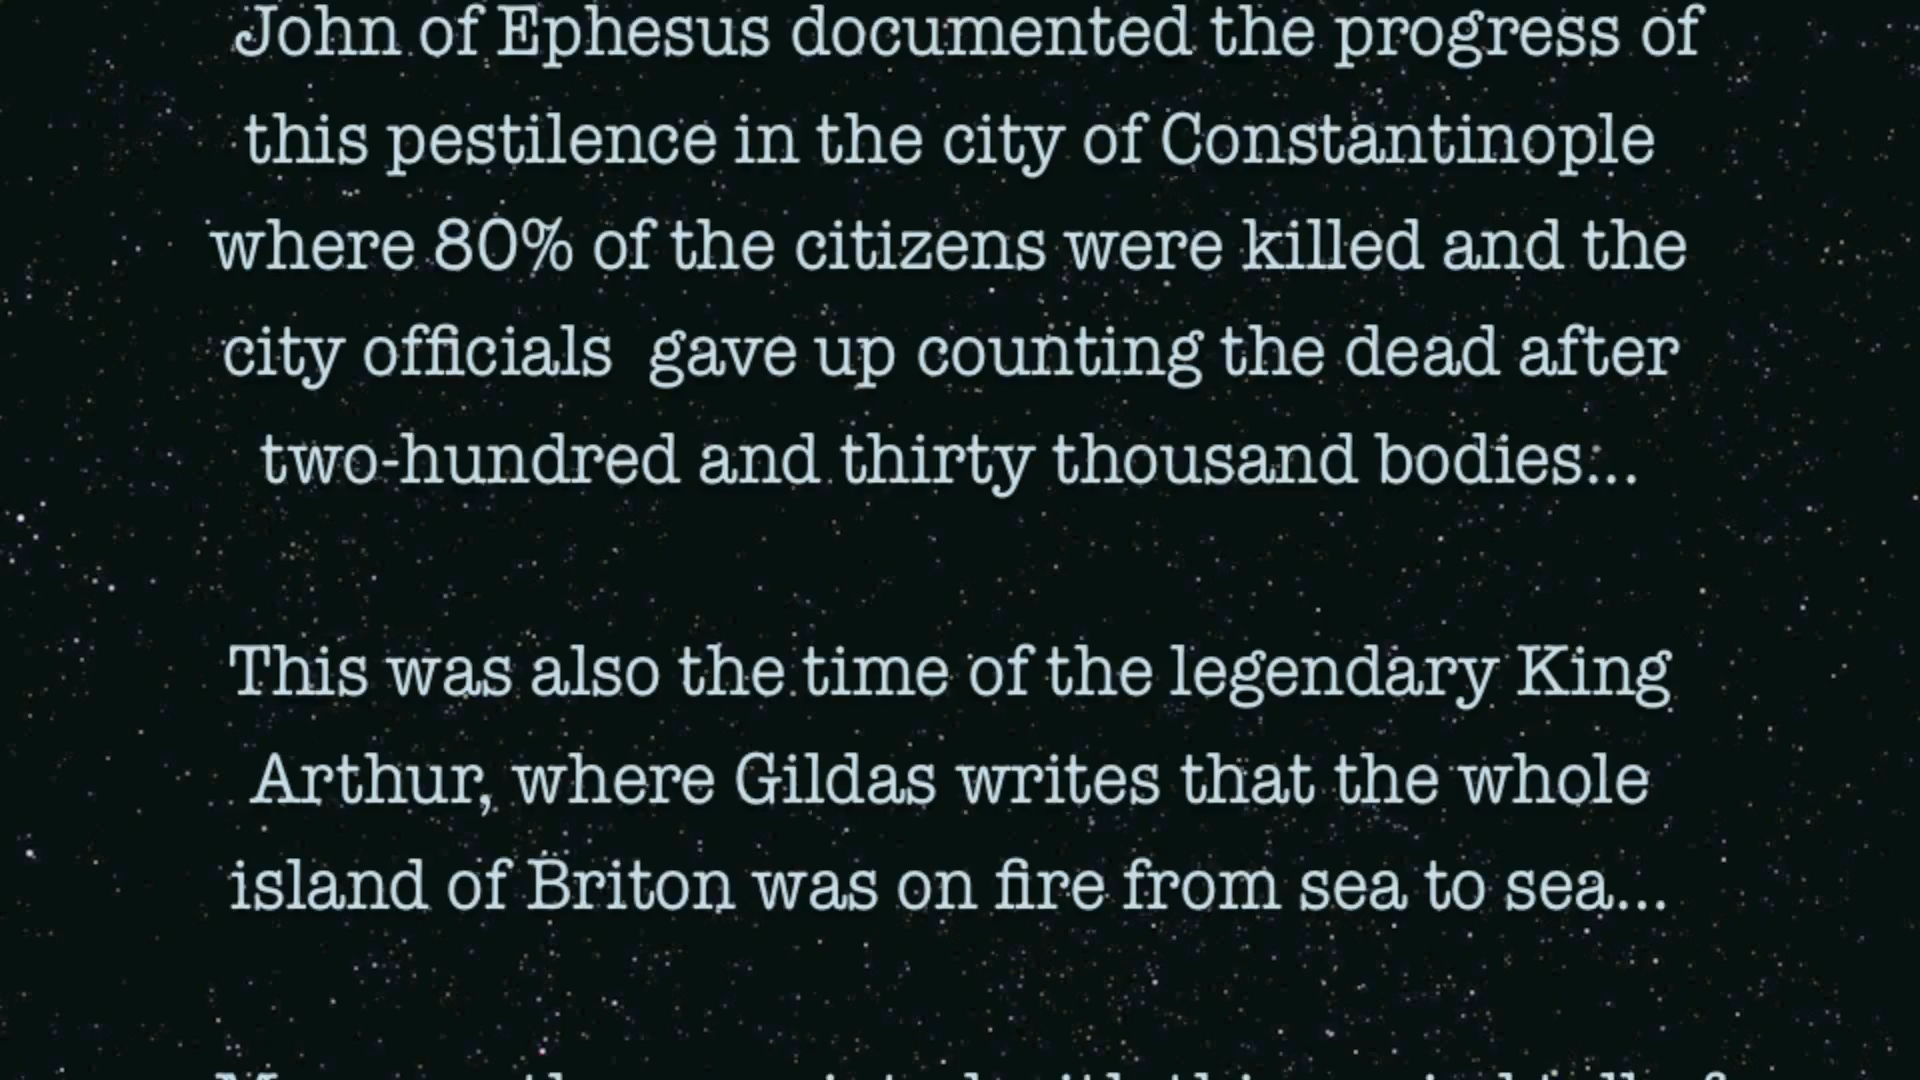 John of Ephesus documented the progress of
this pestilence in the city of Constantinople
where 80% of the citizens were killed and the
city officials  gave up counting the dead after
two-hundred and thirty thousand bodies...
This was also the time of the legendary King
Arthur, where Gildas writes that the whole
island of Briton was on fire from sea to sea...